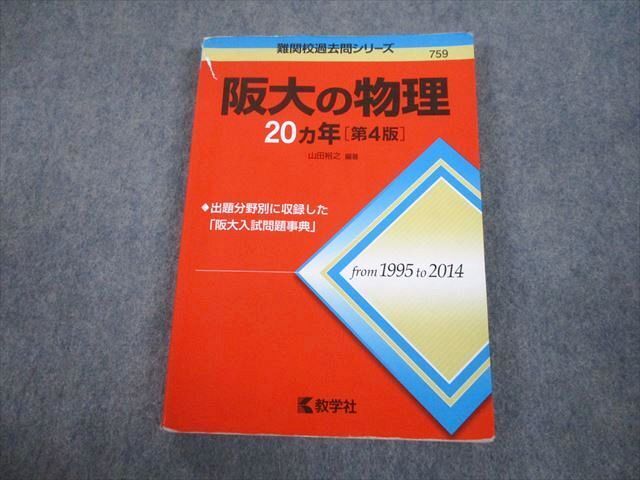 難関校過去問シリーズ
759
阪大の物理
20カ年[第4版]
山田裕之 編著
◆出題分野別に収録した
「阪大入試問題事典」
from 1995 to 2014
教学社